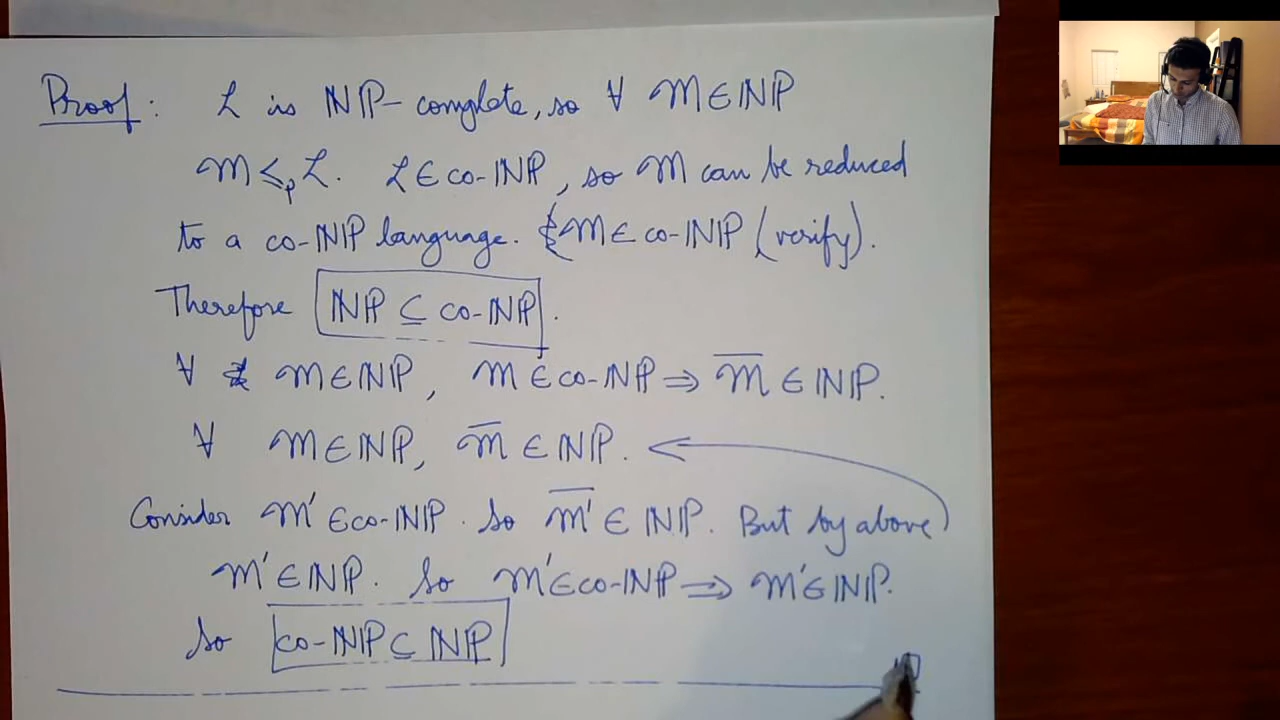 Proof : L is NP-complete, so ∀ M ∈ NP
M ≤p L. L ∈ co-NP, so M can be reduced
to a co-NP language. M ∈ co-NP (verify).
Therefore NP ⊆ co-NP.
∀ M ∈ NP, M ∈ co-NP ⇒ M̅ ∈ NP.
∀ M ∈ NP, M̅ ∈ NP.
Consider M' ∈ co-NP. So M̅' ∈ NP. But by above
M' ∈ NP. So M' ∈ co-NP ⇒ M' ∈ NP.
So co-NP ⊆ NP